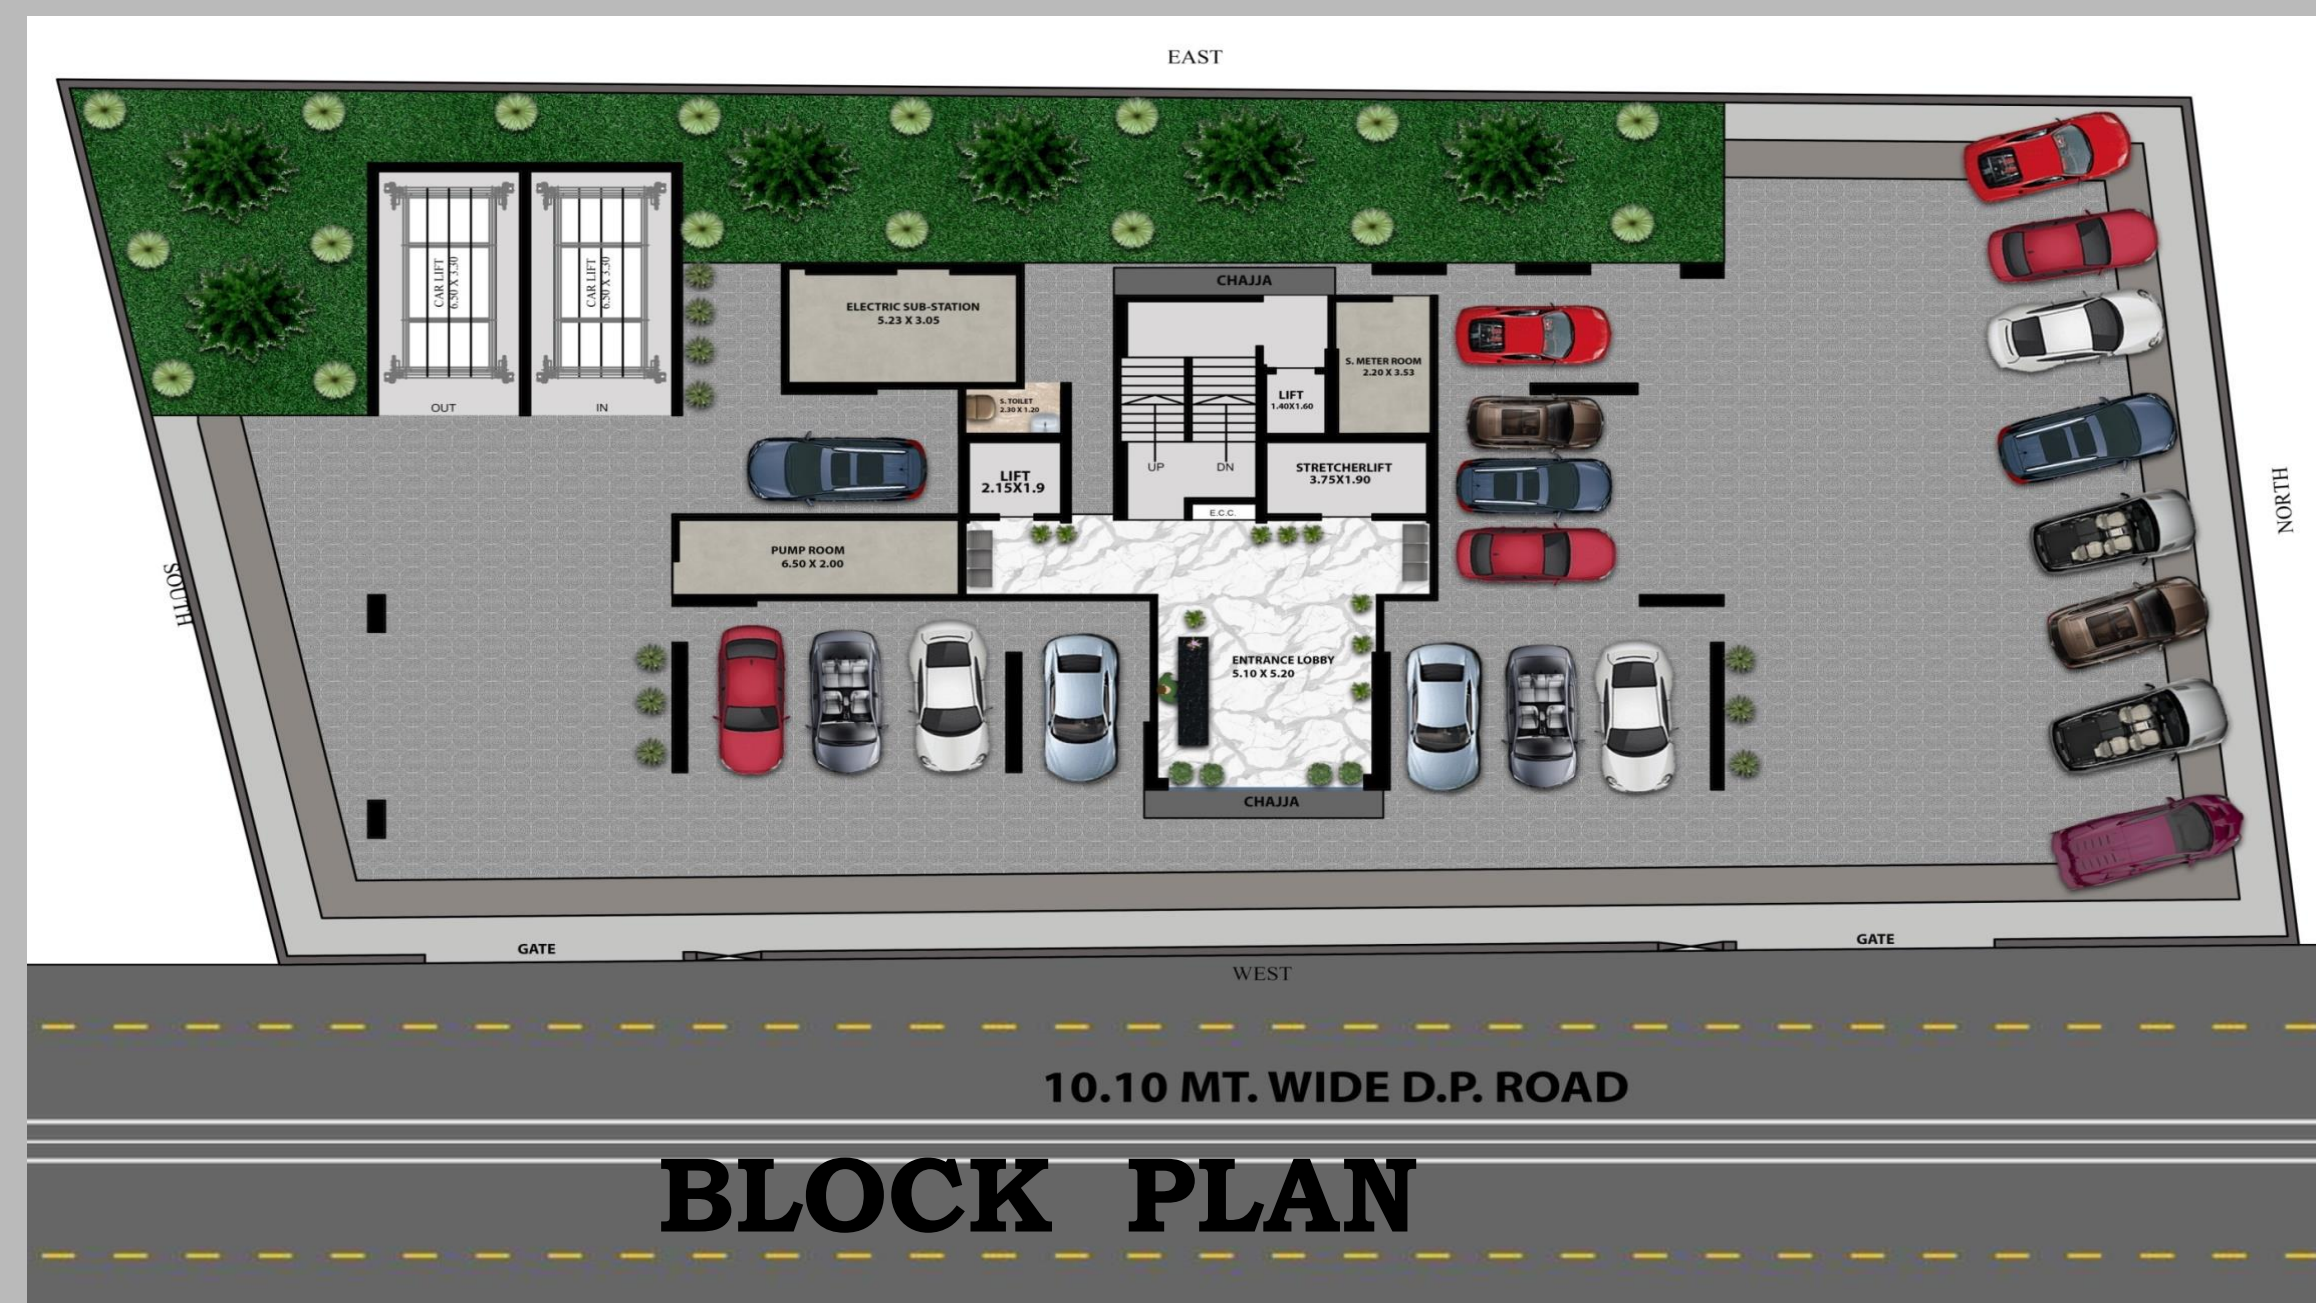 EAST
CHAJJA
CAR LIFT
6.50 X 3.30
CAR LIFT
6.50 X 3.30
OUT
IN
ELECTRIC SUB-STATION
5.23 X 3.05
S. TOILET
2.30 X 1.20
LIFT
2.15X1.9
UP
DN
LIFT
1.40X1.60
S. METER ROOM
2.20 X 3.53
STRETCHERLIFT
3.75X1.90
E.C.C.
NORTH
SOUTH
PUMP ROOM
6.50 X 2.00
ENTRANCE LOBBY
5.10 X 5.20
CHAJJA
GATE
GATE
WEST
10.10 MT. WIDE D.P. ROAD
BLOCK PLAN